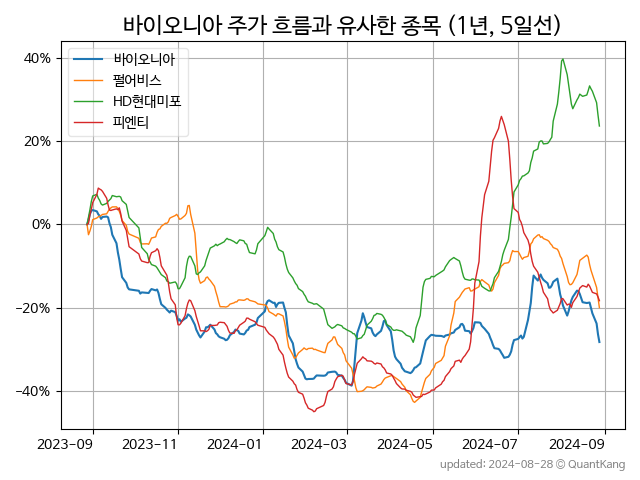 바이오니아 주가 흐름과 유사한 종목 (1년, 5일선)
바이오니아
펄어비스
HD현대미포
피엔티
40%
20%
0%
−20%
−40%
2023-09
2023-11
2024-01
2024-03
2024-05
2024-07
2024-09
updated: 2024-08-28 © QuantKang